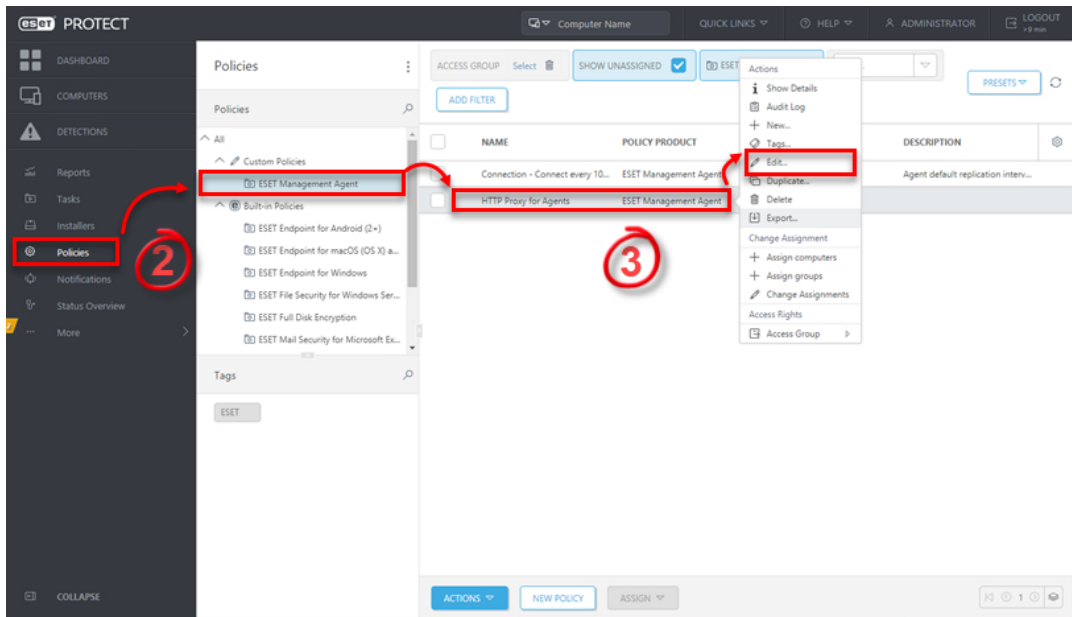 eset PROTECT
Computer Name
QUICK LINKS
HELP
ADMINISTRATOR
LOGOUT
>9 min
DASHBOARD
COMPUTERS
DETECTIONS
Reports
Tasks
Installers
Policies
Notifications
Status Overview
More
COLLAPSE
2
Policies
Policies
All
Custom Policies
ESET Management Agent
Built-in Policies
ESET Endpoint for Android (2+)
ESET Endpoint for macOS (OS X) a...
ESET Endpoint for Windows
ESET File Security for Windows Ser...
ESET Full Disk Encryption
ESET Mail Security for Microsoft Ex...
Tags
ESET
ACCESS GROUP Select
SHOW UNASSIGNED
ESET
PRESETS
ADD FILTER
NAME POLICY PRODUCT DESCRIPTION
Connection - Connect every 10... ESET Management Agent Agent default replication interv...
HTTP Proxy for Agents ESET Management Agent
3
Actions
Show Details
Audit Log
New...
Tags...
Edit...
Duplicate...
Delete
Export...
Change Assignment
Assign computers
Assign groups
Change Assignments
Access Rights
Access Group
ACTIONS
NEW POLICY
ASSIGN
1